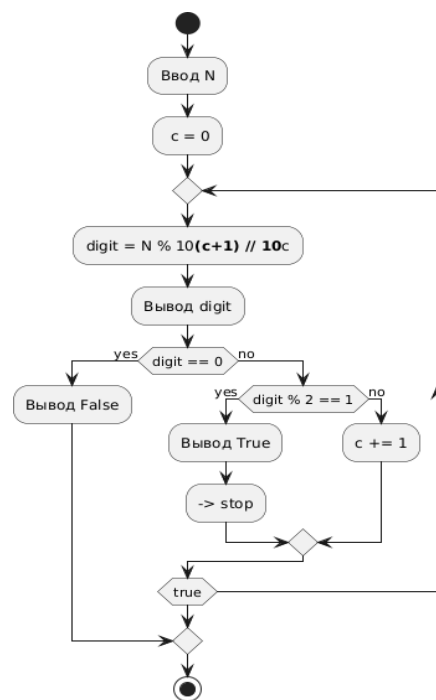 Ввод N
c = 0
digit = N % 10(c+1) // 10c
Вывод digit
yes
digit == 0
no
Вывод False
yes
digit % 2 == 1
no
Вывод True
c += 1
-> stop
true